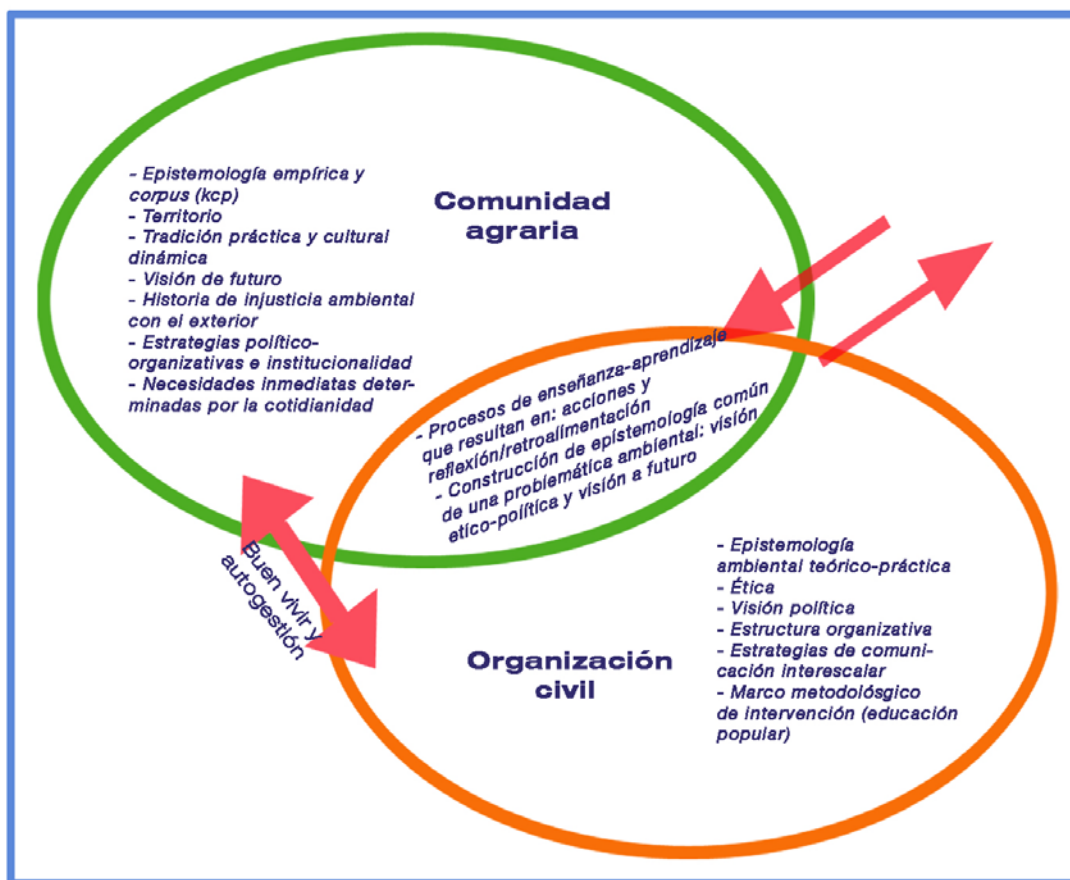 Comunidad
agraria
- Epistemología empírica y
corpus (kcp)
- Territorio
- Tradición práctica y cultural
dinámica
- Visión de futuro
- Historia de injusticia ambiental
con el exterior
- Estrategias político-
organizativas e institucionalidad
- Necesidades inmediatas deter-
minadas por la cotidianidad
- Procesos de enseñanza-aprendizaje
que resultan en: acciones y
reflexión/retroalimentación
- Construcción de epistemología común
de una problemática ambiental: visión
etico-política y visión a futuro
Buen vivir y
autogestión
Organización
civil
- Epistemología
ambiental teórico-práctica
- Ética
- Visión política
- Estructura organizativa
- Estrategias de comuni-
cación interescalar
- Marco metodolósgico
de intervención (educación
popular)